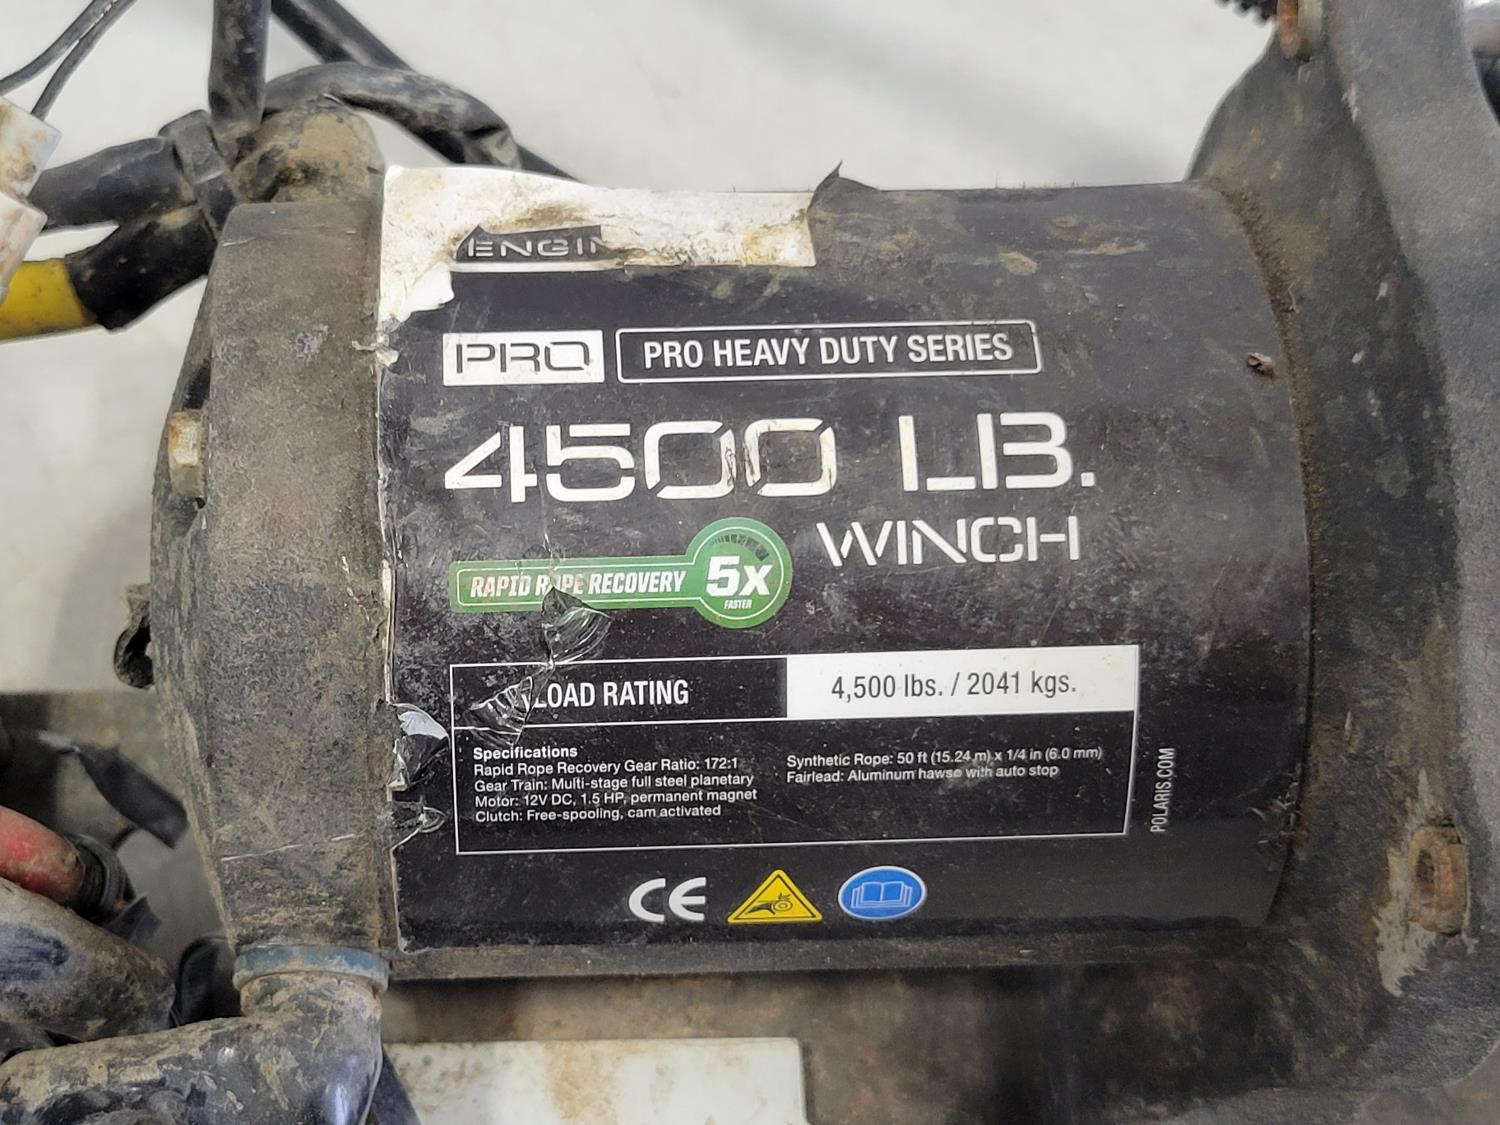 PRO
PRO HEAVY DUTY SERIES
4500 LB.
WINCH
RAPID ROPE RECOVERY
5x
FASTER
LOAD RATING
4,500 lbs. / 2041 kgs.
Specifications
Rapid Rope Recovery Gear Ratio: 172:1
Gear Train: Multi-stage full steel planetary
Motor: 12V DC, 1.5 HP, permanent magnet
Clutch: Free-spooling, cam activated
Synthetic Rope: 50 ft (15.24 m) x 1/4 in (6.0 mm)
Fairlead: Aluminum hawse with auto stop
POLARIS.COM
CE